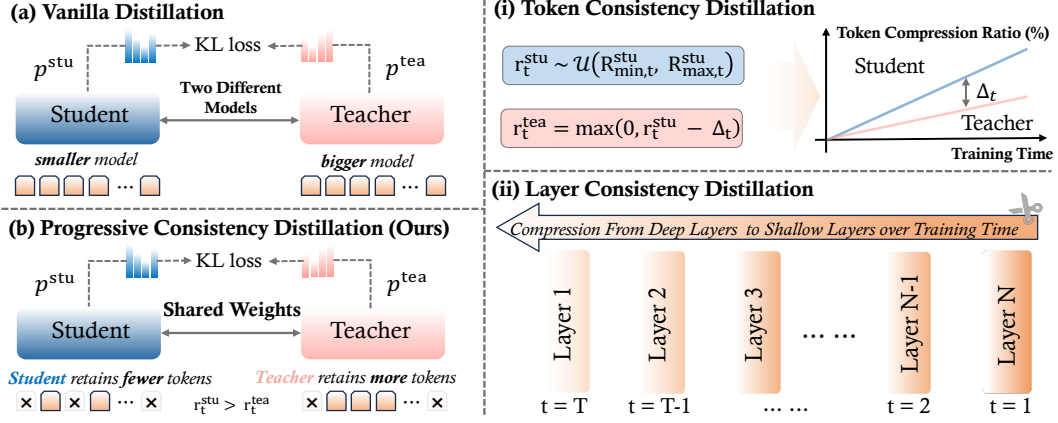 (a) Vanilla Distillation
p^stu
KL loss
p^tea
Student
Two Different
Models
Teacher
smaller model
bigger model
...
...
(b) Progressive Consistency Distillation (Ours)
p^stu
KL loss
p^tea
Student
Shared Weights
Teacher
Student retains fewer tokens
Teacher retains more tokens
× × ... ×
r_t^stu > r_t^tea
× ... ×
(i) Token Consistency Distillation
r_t^stu ~ U(R_min,t^stu, R_max,t^stu)
r_t^tea = max(0, r_t^stu − Δ_t)
Token Compression Ratio (%)
Student
Δ_t
Teacher
Training Time
(ii) Layer Consistency Distillation
Compression From Deep Layers to Shallow Layers over Training Time
Layer 1
Layer 2
Layer 3
... ...
Layer N-1
Layer N
t = T
t = T-1
... ...
t = 2
t = 1